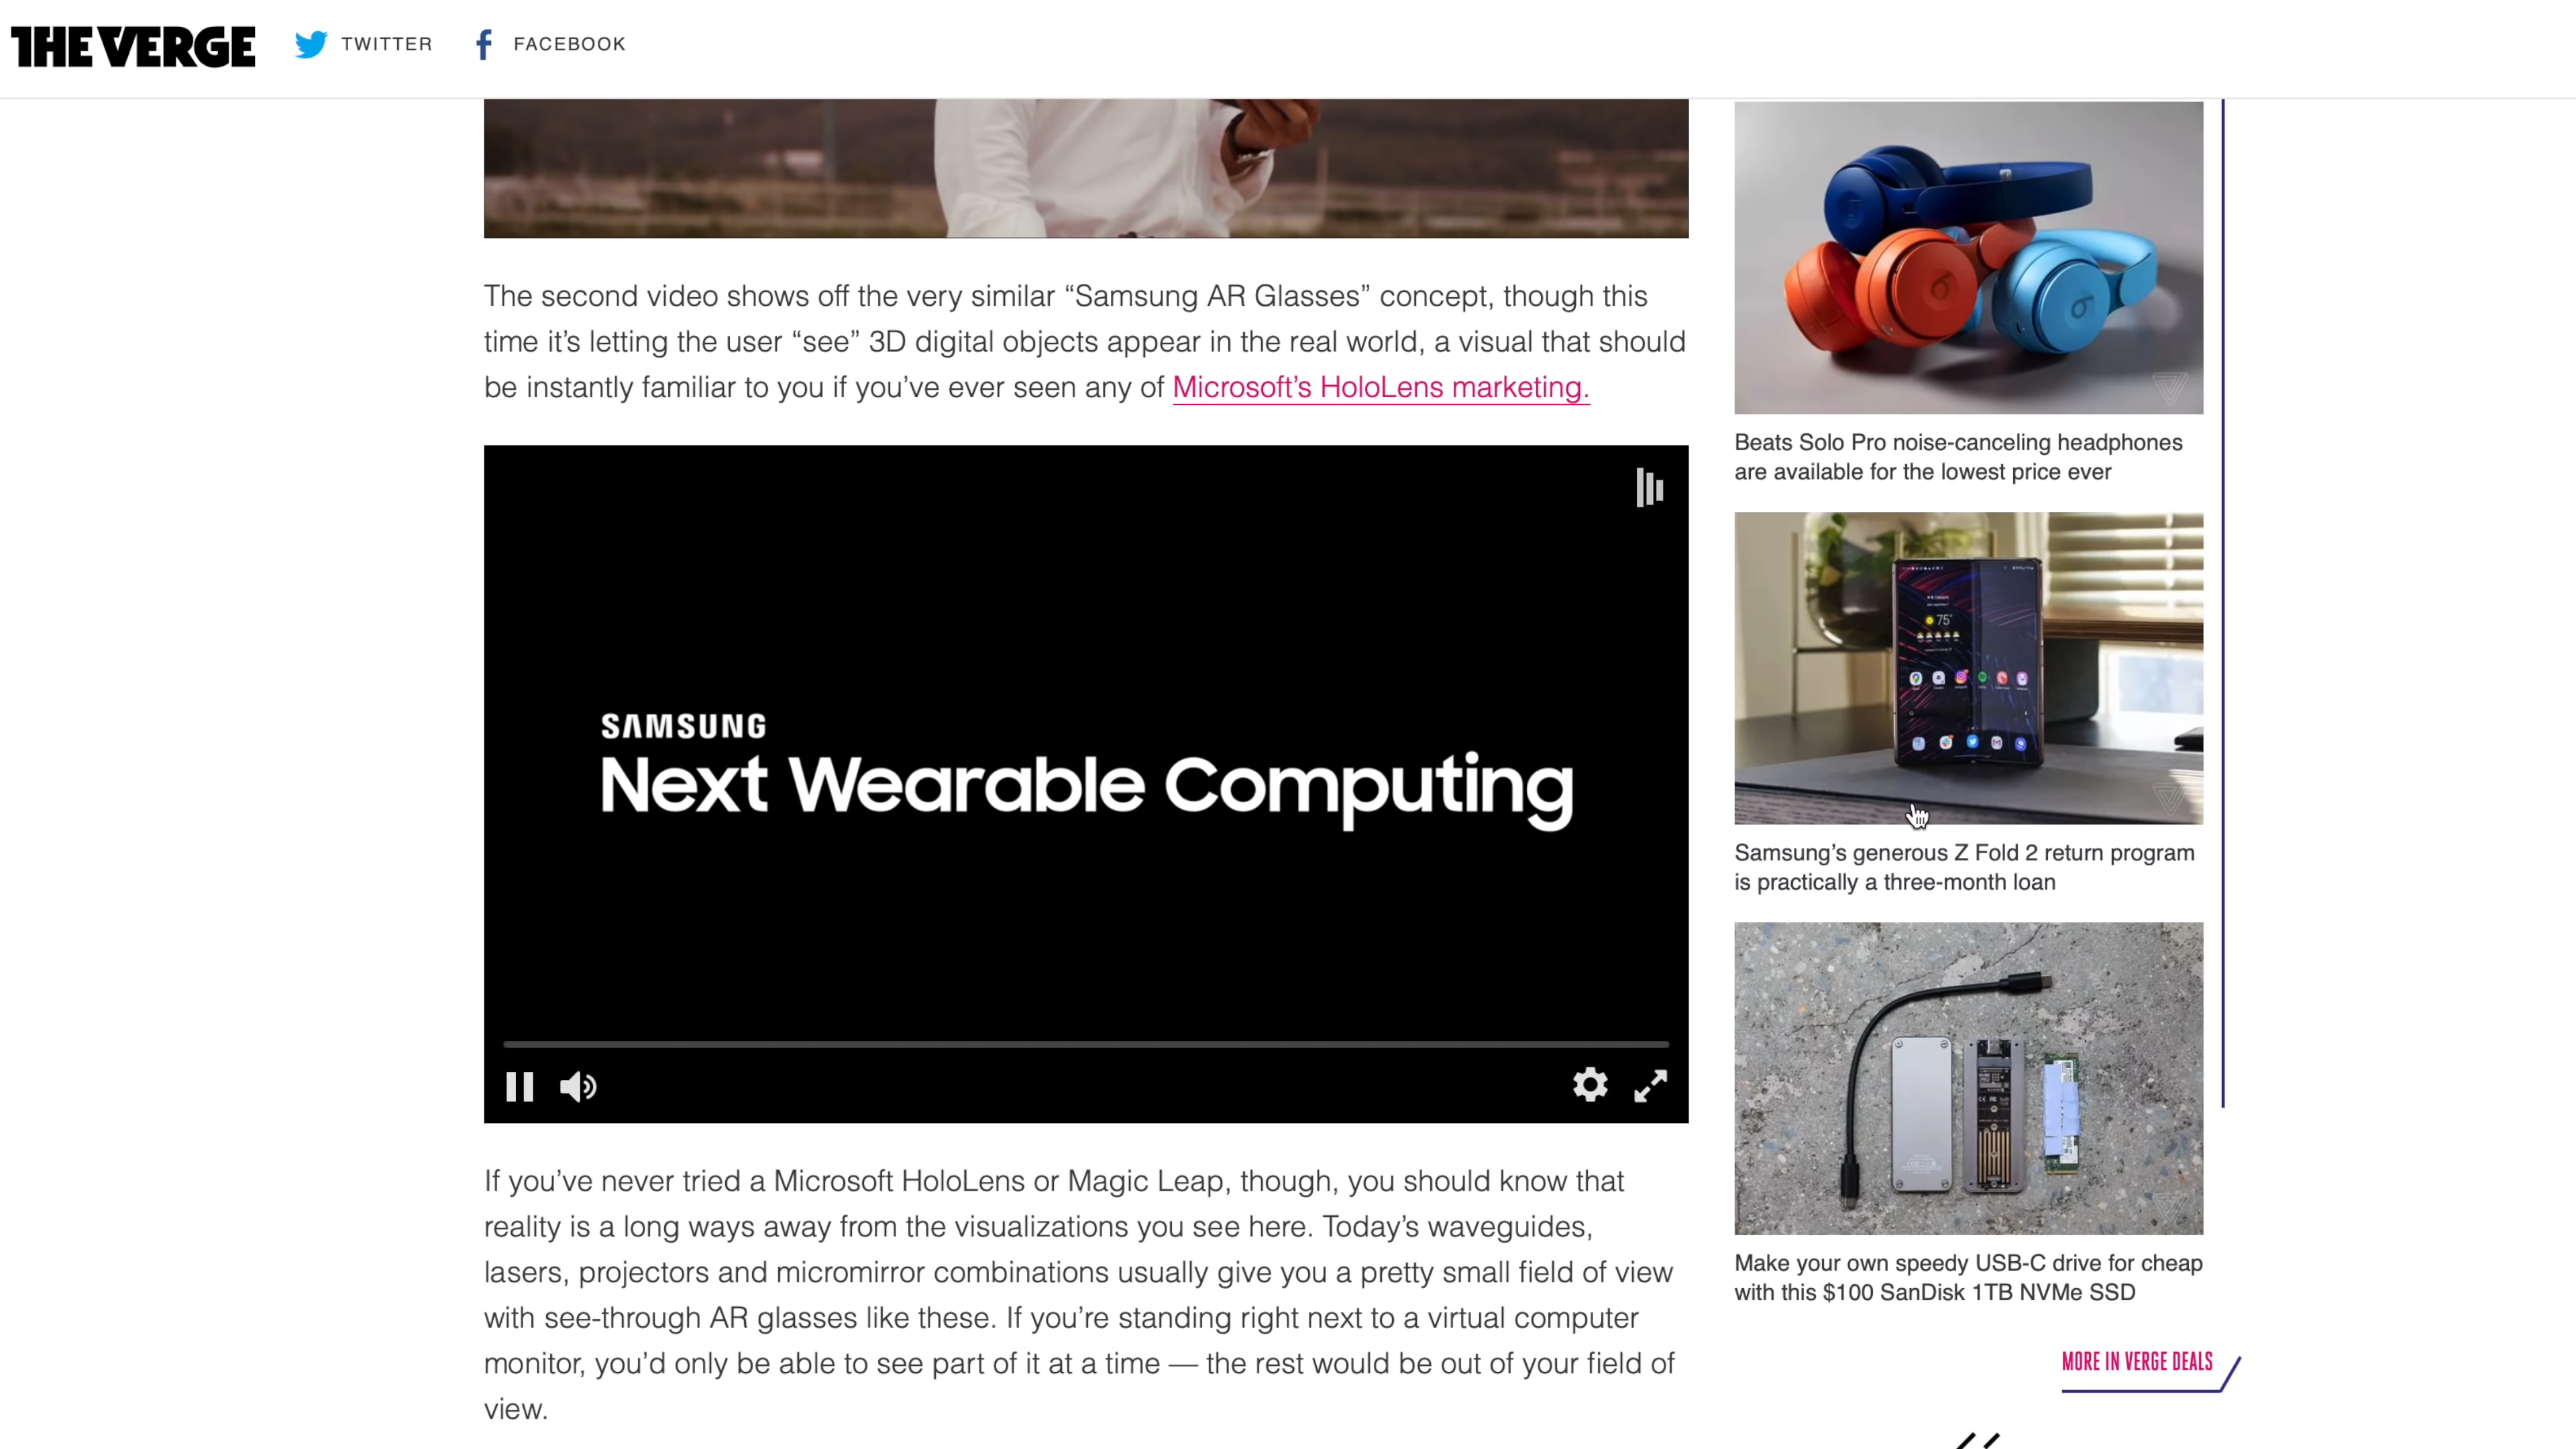 THE VERGE
TWITTER
FACEBOOK
The second video shows off the very similar “Samsung AR Glasses” concept, though this
time it’s letting the user “see” 3D digital objects appear in the real world, a visual that should
be instantly familiar to you if you’ve ever seen any of Microsoft’s HoloLens marketing.
SAMSUNG
Next Wearable Computing
If you’ve never tried a Microsoft HoloLens or Magic Leap, though, you should know that
reality is a long ways away from the visualizations you see here. Today’s waveguides,
lasers, projectors and micromirror combinations usually give you a pretty small field of view
with see-through AR glasses like these. If you’re standing right next to a virtual computer
monitor, you’d only be able to see part of it at a time — the rest would be out of your field of
view.
Beats Solo Pro noise-canceling headphones
are available for the lowest price ever
75°
Samsung’s generous Z Fold 2 return program
is practically a three-month loan
Make your own speedy USB-C drive for cheap
with this $100 SanDisk 1TB NVMe SSD
MORE IN VERGE DEALS